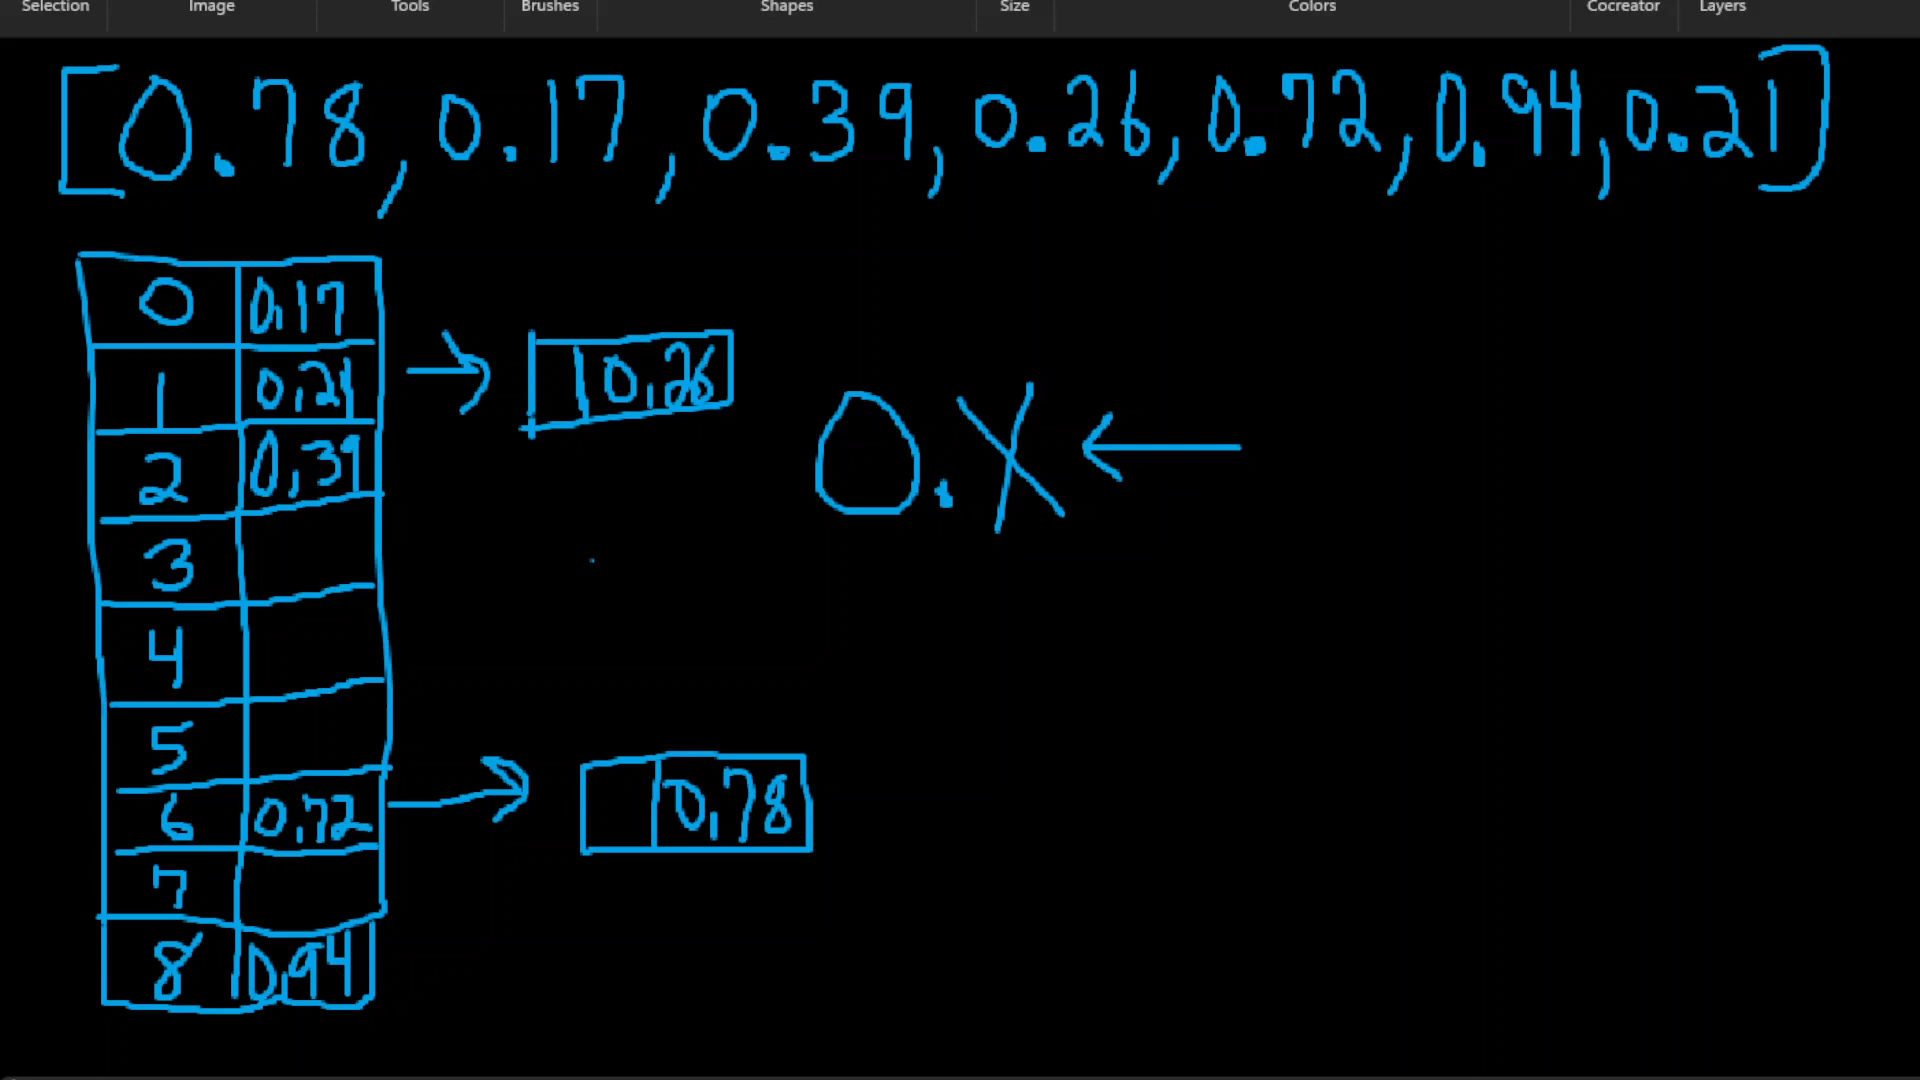 Selection Image Tools Brushes Shapes Size Colors Cocreator Layers
[0.78, 0.17, 0.39, 0.26, 0.72, 0.94, 0.21]
0 0.17
1 0.21 → 0.26
2 0.39
0.X ←
3
4
5
6 0.72 → 0.78
7
8 0.94